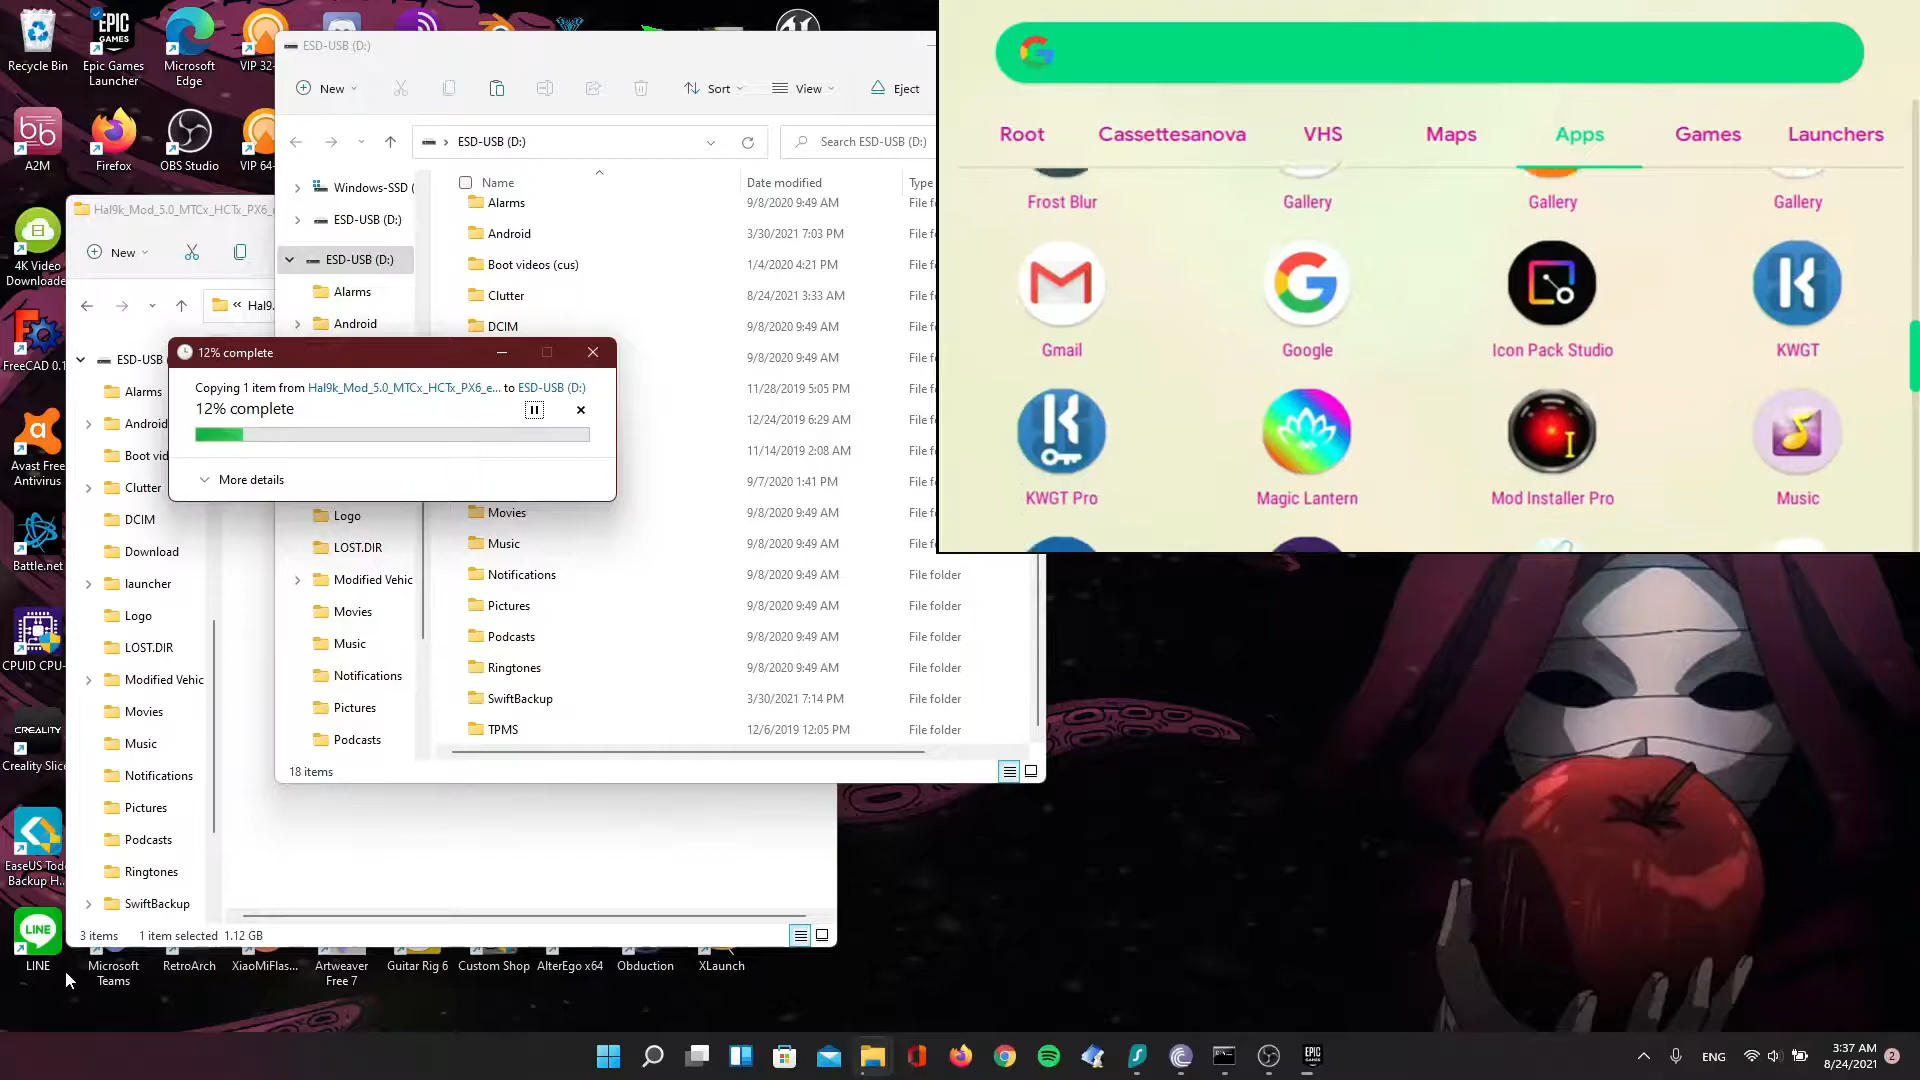 Recycle Bin
Epic Games
Launcher
Microsoft
Edge
VIP 32-
A2M
Firefox
OBS Studio
VIP 64-
4K Video
Downloade
FreeCAD 0.1
Avast Free
Antivirus
Battle.net
CPUID CPU-
Creality Slice
EaseUS Tod
Backup H...
LINE
Microsoft
Teams
RetroArch
XiaoMiFlas...
Artweaver
Free 7
Guitar Rig 6
Custom Shop
AlterEgo x64
Obduction
XLaunch
Hal9k_Mod_5.0_MTCx_HCTx_PX6_
New
« Hal9.
ESD-USB
Alarms
Android
Boot vid
Clutter
DCIM
Download
launcher
Logo
LOST.DIR
Modified Vehic
Movies
Music
Notifications
Pictures
Podcasts
Ringtones
SwiftBackup
3 items 1 item selected 1.12 GB
ESD-USB (D:)
New Sort View Eject
ESD-USB (D:)
Search ESD-USB (D:)
Windows-SSD (
ESD-USB (D:)
ESD-USB (D:)
Alarms
Android
Logo
LOST.DIR
Modified Vehic
Movies
Music
Notifications
Pictures
Podcasts
Name Date modified Type
Alarms 9/8/2020 9:49 AM File f
Android 3/30/2021 7:03 PM File f
Boot videos (cus) 1/4/2020 4:21 PM File f
Clutter 8/24/2021 3:33 AM File f
DCIM 9/8/2020 9:49 AM File f
9/8/2020 9:49 AM File f
11/28/2019 5:05 PM File f
12/24/2019 6:29 AM File f
11/14/2019 2:08 AM File f
9/7/2020 1:41 PM File f
Movies 9/8/2020 9:49 AM File f
Music 9/8/2020 9:49 AM File f
Notifications 9/8/2020 9:49 AM File folder
Pictures 9/8/2020 9:49 AM File folder
Podcasts 9/8/2020 9:49 AM File folder
Ringtones 9/8/2020 9:49 AM File folder
SwiftBackup 3/30/2021 7:14 PM File folder
TPMS 12/6/2019 12:05 PM File folder
18 items
12% complete
Copying 1 item from Hal9k_Mod_5.0_MTCx_HCTx_PX6_e... to ESD-USB (D:)
12% complete
More details
Root Cassettesanova VHS Maps Apps Games Launchers
Frost Blur Gallery Gallery Gallery
Gmail Google Icon Pack Studio KWGT
KWGT Pro Magic Lantern Mod Installer Pro Music
ENG
3:37 AM
8/24/2021
2